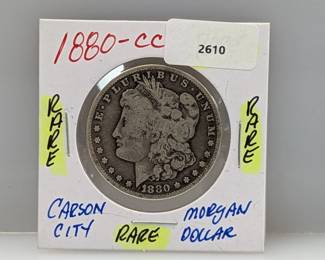 1880-CC
2610
RARE
RARE
E·PLURIBUS·UNUM
1880
CARSON
CITY
RARE
MORGAN
DOLLAR